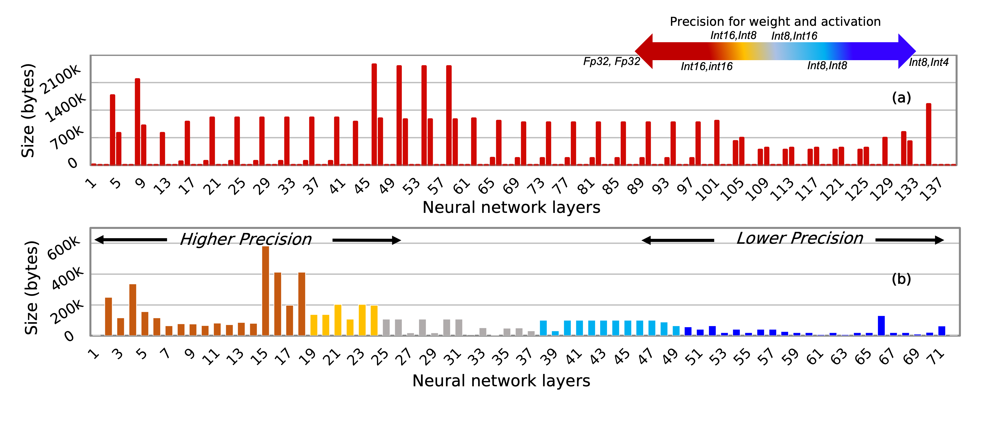 Precision for weight and activation
Int16,Int8 Int8,Int16
Fp32, Fp32 Int16,int16 Int8,Int8 Int8,Int4
Size (bytes)
2100k
1400k
700k
0
(a)
1 5 9 13 17 21 25 29 33 37 41 45 49 53 57 61 65 69 73 77 81 85 89 93 97 101 105 109 113 117 121 125 129 133 137
Neural network layers
Higher Precision Lower Precision
Size (bytes)
600k
400k
200k
0
(b)
1 3 5 7 9 11 13 15 17 19 21 23 25 27 29 31 33 35 37 39 41 43 45 47 49 51 53 55 57 59 61 63 65 67 69 71
Neural network layers